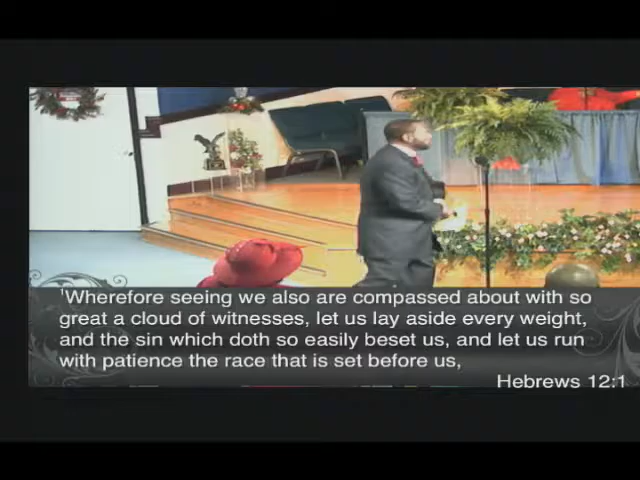 ¹Wherefore seeing we also are compassed about with so
great a cloud of witnesses, let us lay aside every weight,
and the sin which doth so easily beset us, and let us run
with patience the race that is set before us,
Hebrews 12:1